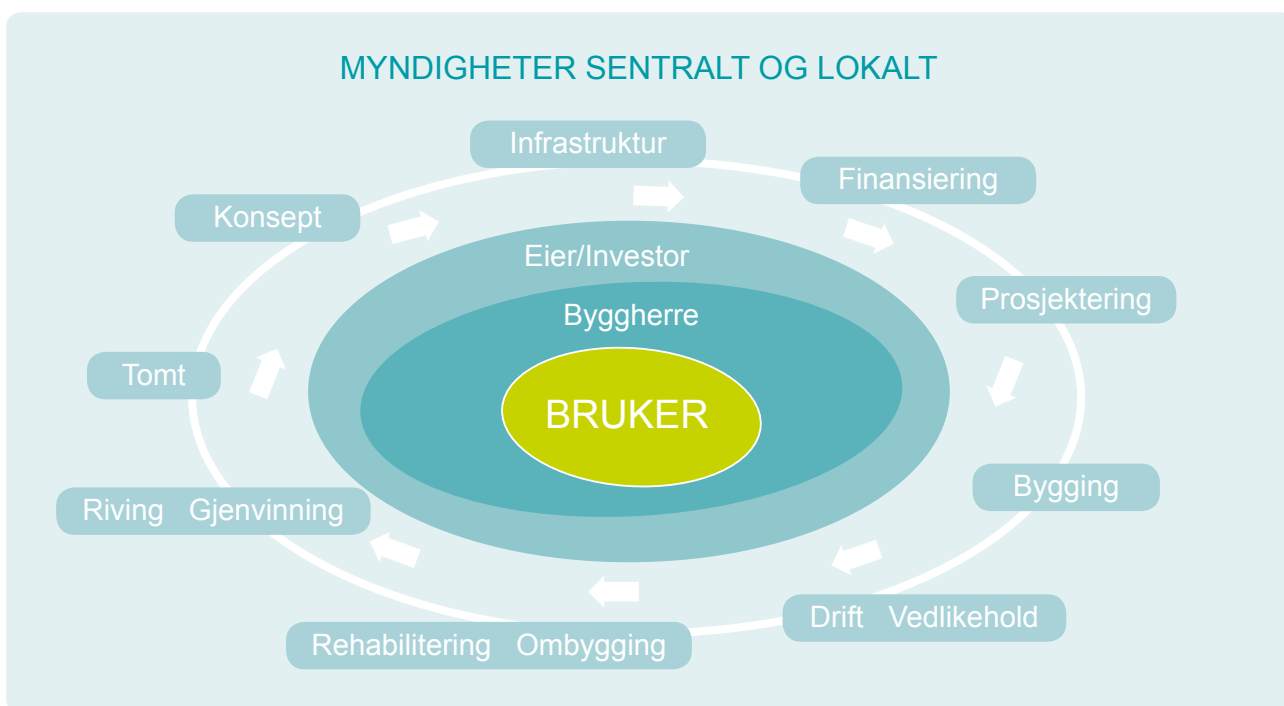 MYNDIGHETER SENTRALT OG LOKALT
Infrastruktur
Finansiering
Konsept
Eier/Investor
Prosjektering
Byggherre
Tomt
BRUKER
Bygging
Riving Gjenvinning
Drift Vedlikehold
Rehabilitering Ombygging